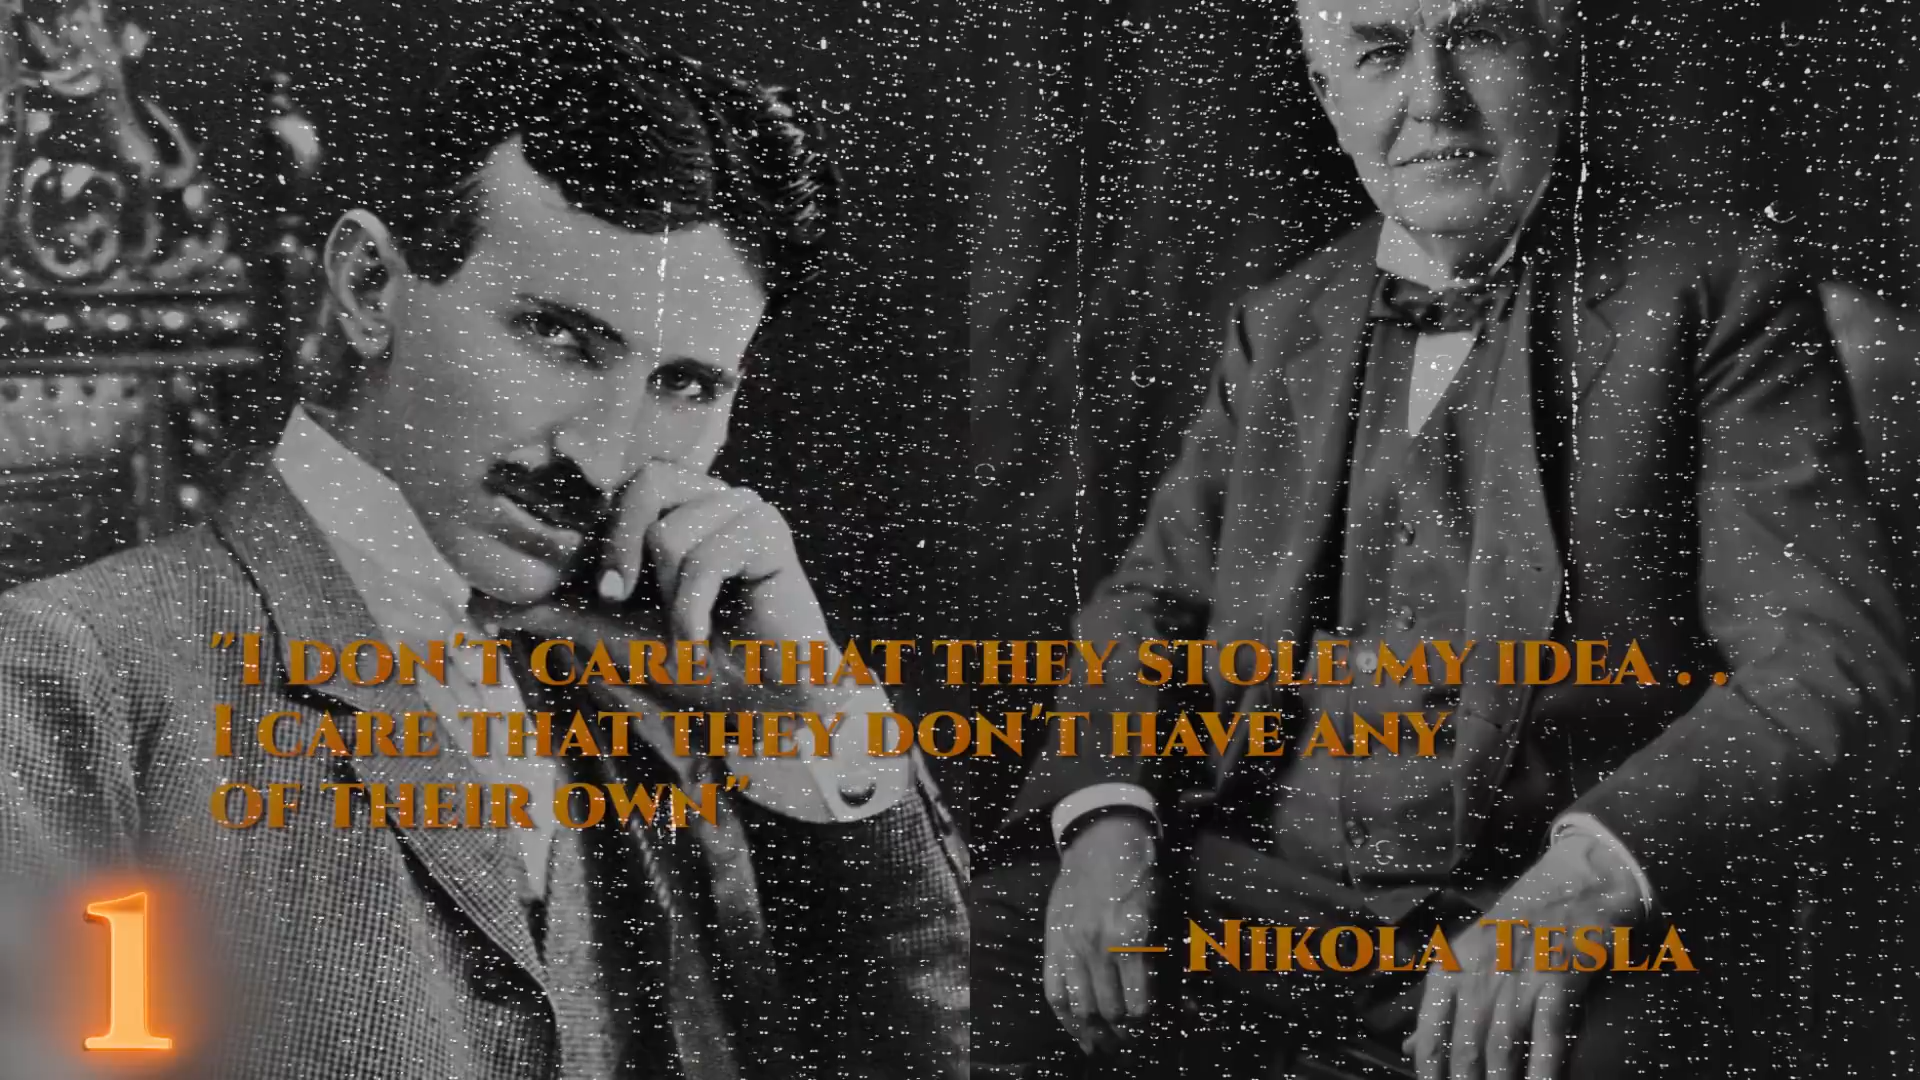 "I DON'T CARE THAT THEY STOLE MY IDEA . .
I CARE THAT THEY DON'T HAVE ANY
OF THEIR OWN"
— NIKOLA TESLA
1